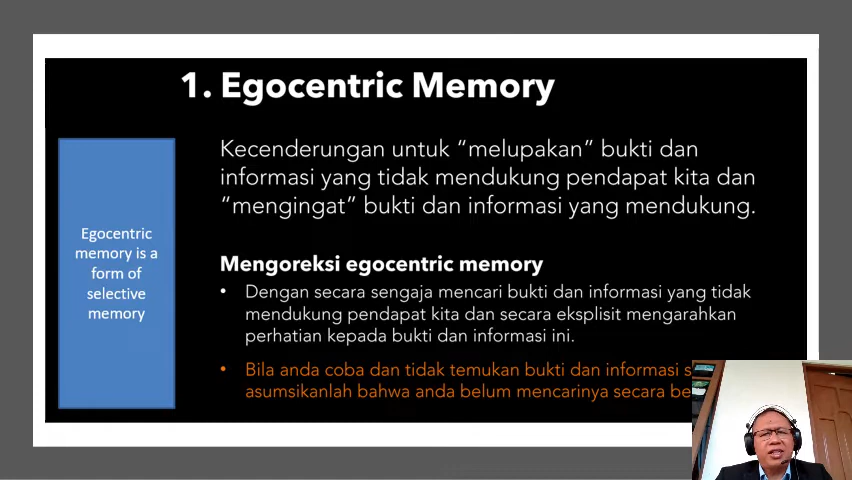 1. Egocentric Memory
Egocentric
memory is a
form of
selective
memory
Kecenderungan untuk “melupakan” bukti dan
informasi yang tidak mendukung pendapat kita dan
“mengingat” bukti dan informasi yang mendukung.
Mengoreksi egocentric memory
• Dengan secara sengaja mencari bukti dan informasi yang tidak
mendukung pendapat kita dan secara eksplisit mengarahkan
perhatian kepada bukti dan informasi ini.
• Bila anda coba dan tidak temukan bukti dan informasi
asumsikanlah bahwa anda belum mencarinya secara